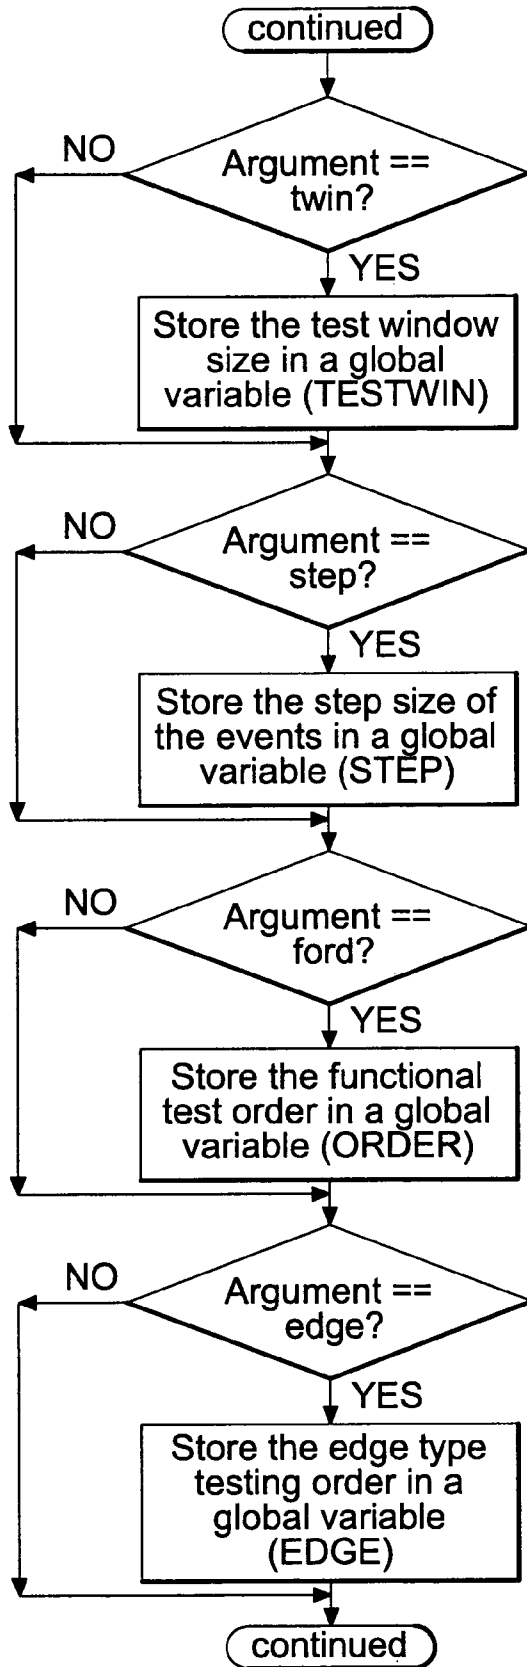 continued
Argument ==
twin?
NO
YES
Store the test window
size in a global
variable (TESTWIN)
Argument ==
step?
NO
YES
Store the step size of
the events in a global
variable (STEP)
Argument ==
ford?
NO
YES
Store the functional
test order in a global
variable (ORDER)
Argument ==
edge?
NO
YES
Store the edge type
testing order in a
global variable
(EDGE)
continued